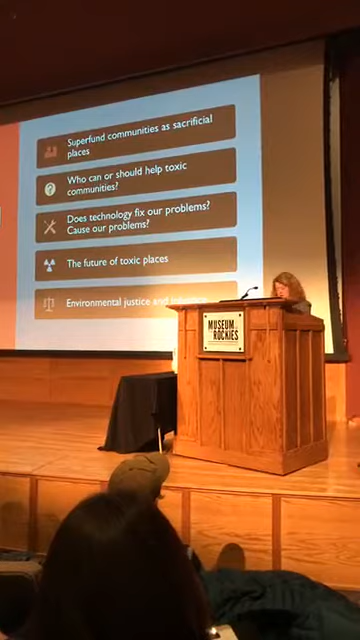 Superfund communities as sacrificial
places
Who can or should help toxic
communities?
Does technology fix our problems?
Cause our problems?
The future of toxic places
Environmental justice and
MUSEUM
OF THE
ROCKIES